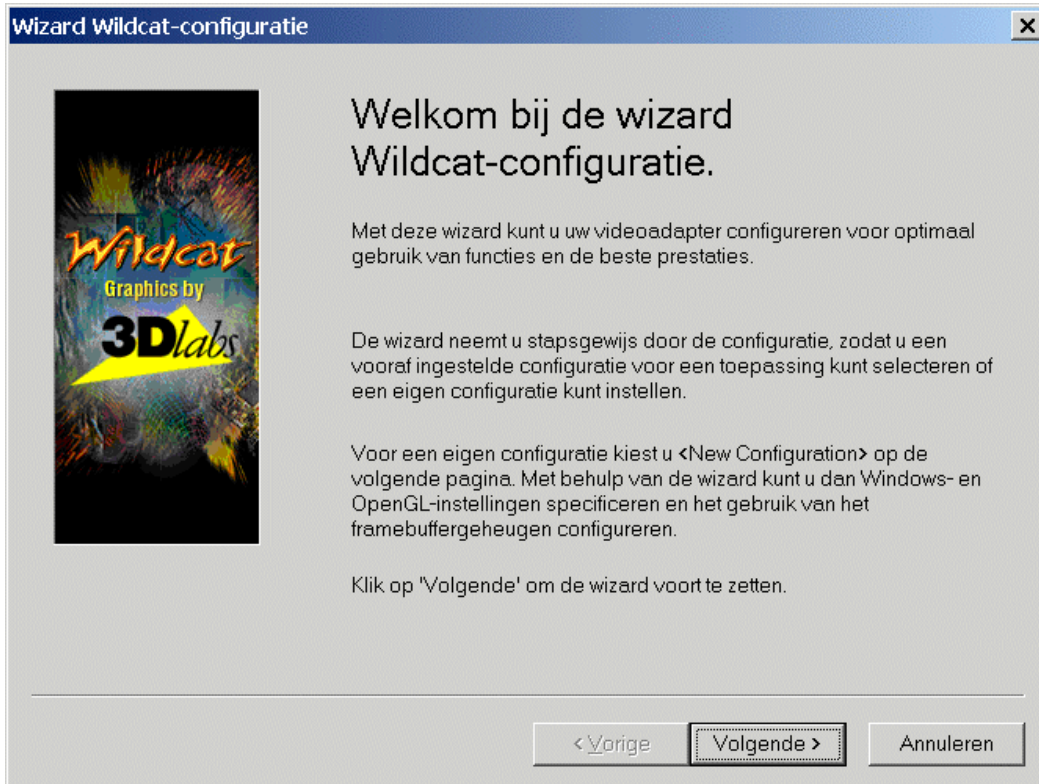 Wizard Wildcat-configuratie
Wildcat
Graphics by
3Dlabs
Welkom bij de wizard
Wildcat-configuratie.
Met deze wizard kunt u uw videoadapter configureren voor optimaal
gebruik van functies en de beste prestaties.
De wizard neemt u stapsgewijs door de configuratie, zodat u een
vooraf ingestelde configuratie voor een toepassing kunt selecteren of
een eigen configuratie kunt instellen.
Voor een eigen configuratie kiest u <New Configuration> op de
volgende pagina. Met behulp van de wizard kunt u dan Windows- en
OpenGL-instellingen specificeren en het gebruik van het
framebuffergeheugen configureren.
Klik op 'Volgende' om de wizard voort te zetten.
< Vorige
Volgende >
Annuleren